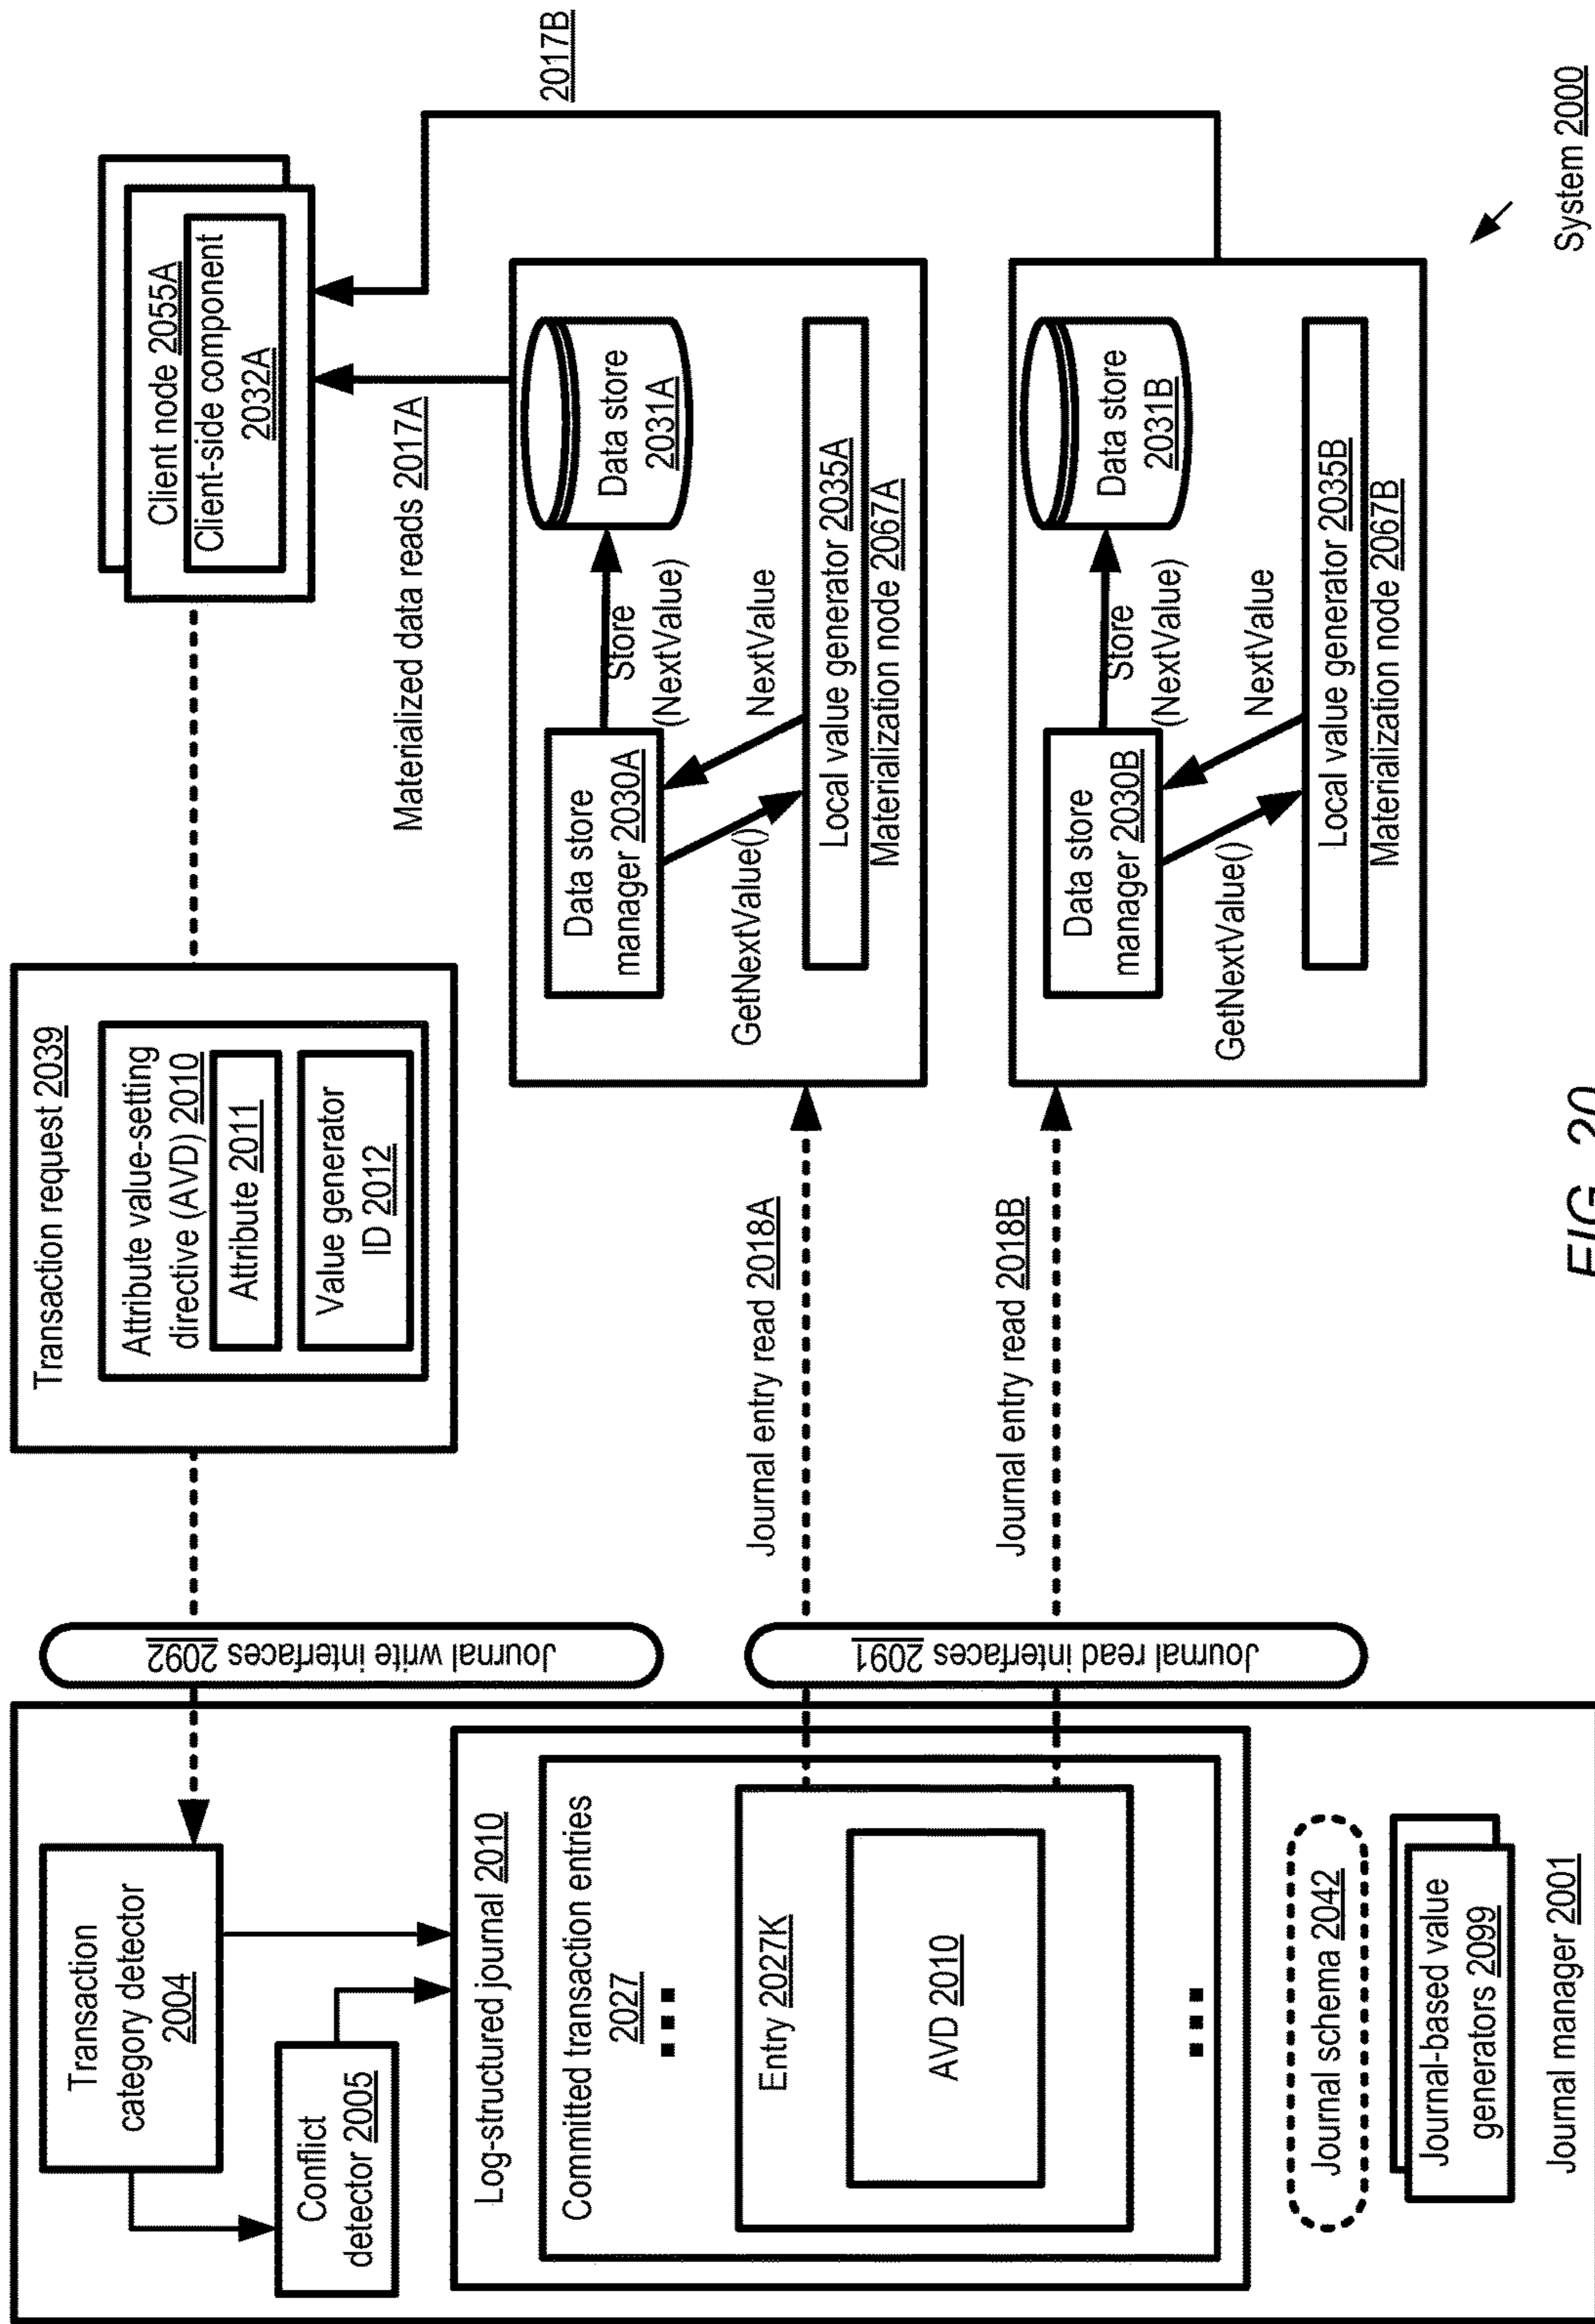 Transaction
category detector
2004
Conflict
detector 2005
Log-structured journal 2010
Committed transaction entries
2027
Entry 2027K
AVD 2010
Journal schema 2042
Journal-based value
generators 2099
Journal manager 2001
Journal write interfaces 2092
Journal read interfaces 2091
Transaction request 2039
Attribute value-setting
directive (AVD) 2010
Attribute 2011
Value generator
ID 2012
Client node 2055A
Client-side component
2032A
Materialized data reads 2017A
2017B
Journal entry read 2018A
Journal entry read 2018B
Data store
manager 2030A
Store
(NextValue)
Data store
2031A
GetNextValue()
NextValue
Local value generator 2035A
Materialization node 2067A
Data store
manager 2030B
Store
(NextValue)
Data store
2031B
GetNextValue()
NextValue
Local value generator 2035B
Materialization node 2067B
System 2000
FIG. 20